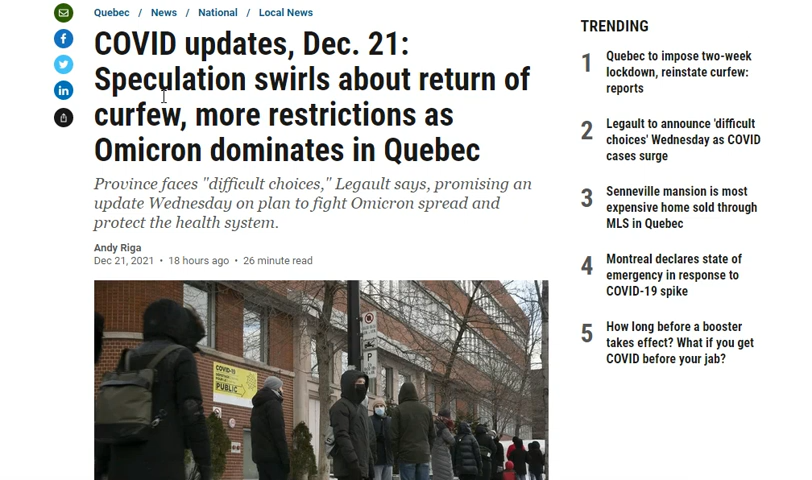 Quebec / News / National / Local News
COVID updates, Dec. 21:
Speculation swirls about return of
curfew, more restrictions as
Omicron dominates in Quebec
Province faces "difficult choices," Legault says, promising an
update Wednesday on plan to fight Omicron spread and
protect the health system.
Andy Riga
Dec 21, 2021 • 18 hours ago • 26 minute read
COVID-19
PUBLIC
P
TRENDING
1 Quebec to impose two-week
lockdown, reinstate curfew:
reports
2 Legault to announce 'difficult
choices' Wednesday as COVID
cases surge
3 Senneville mansion is most
expensive home sold through
MLS in Quebec
4 Montreal declares state of
emergency in response to
COVID-19 spike
5 How long before a booster
takes effect? What if you get
COVID before your jab?